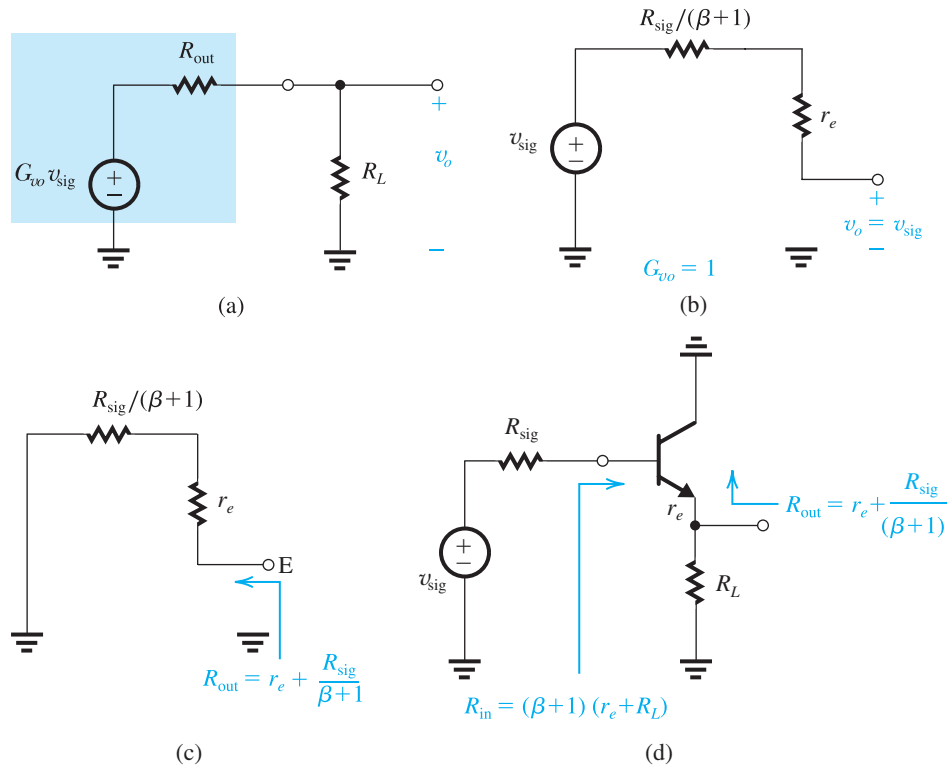 R_out
G_vo v_sig
+
−
R_L
+
v_o
−
(a)
R_sig/(β+1)
v_sig
+
−
r_e
+
v_o = v_sig
−
G_vo = 1
(b)
R_sig/(β+1)
r_e
E
R_out = r_e + R_sig/β+1
(c)
R_sig
v_sig
+
−
r_e
R_out = r_e + R_sig/(β+1)
R_L
R_in = (β+1) (r_e+R_L)
(d)